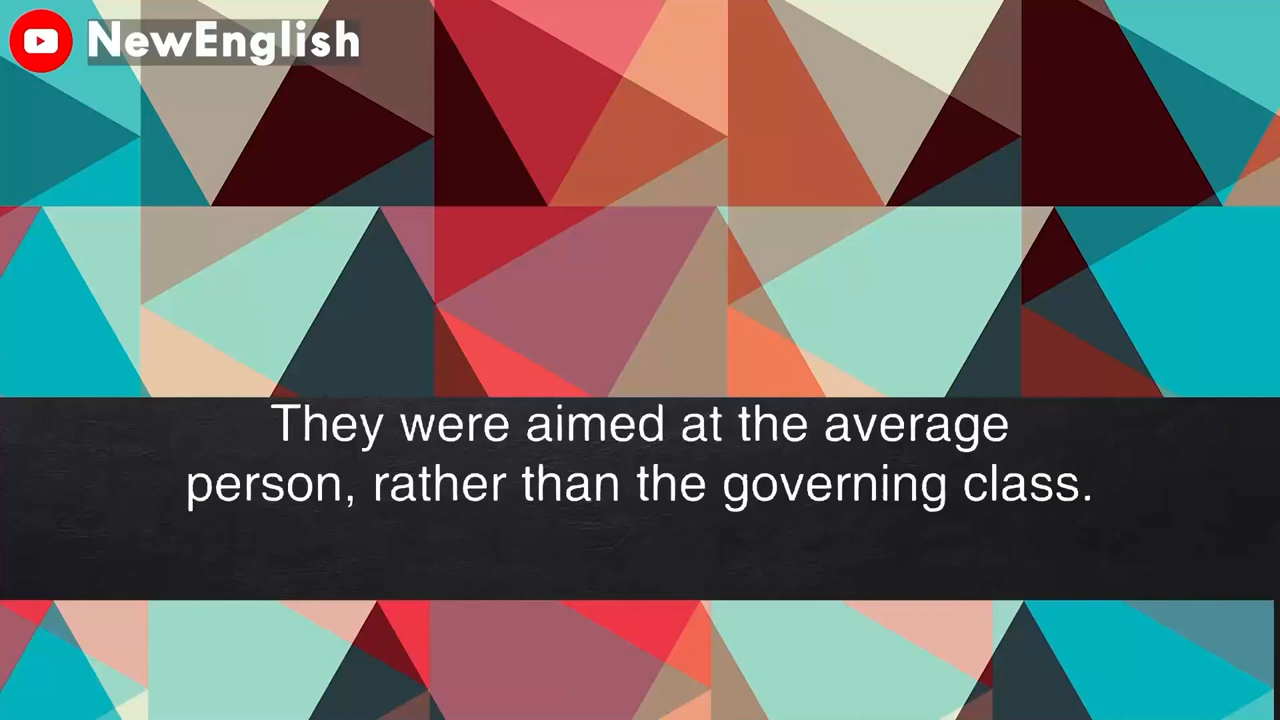 NewEnglish
They were aimed at the average
person, rather than the governing class.